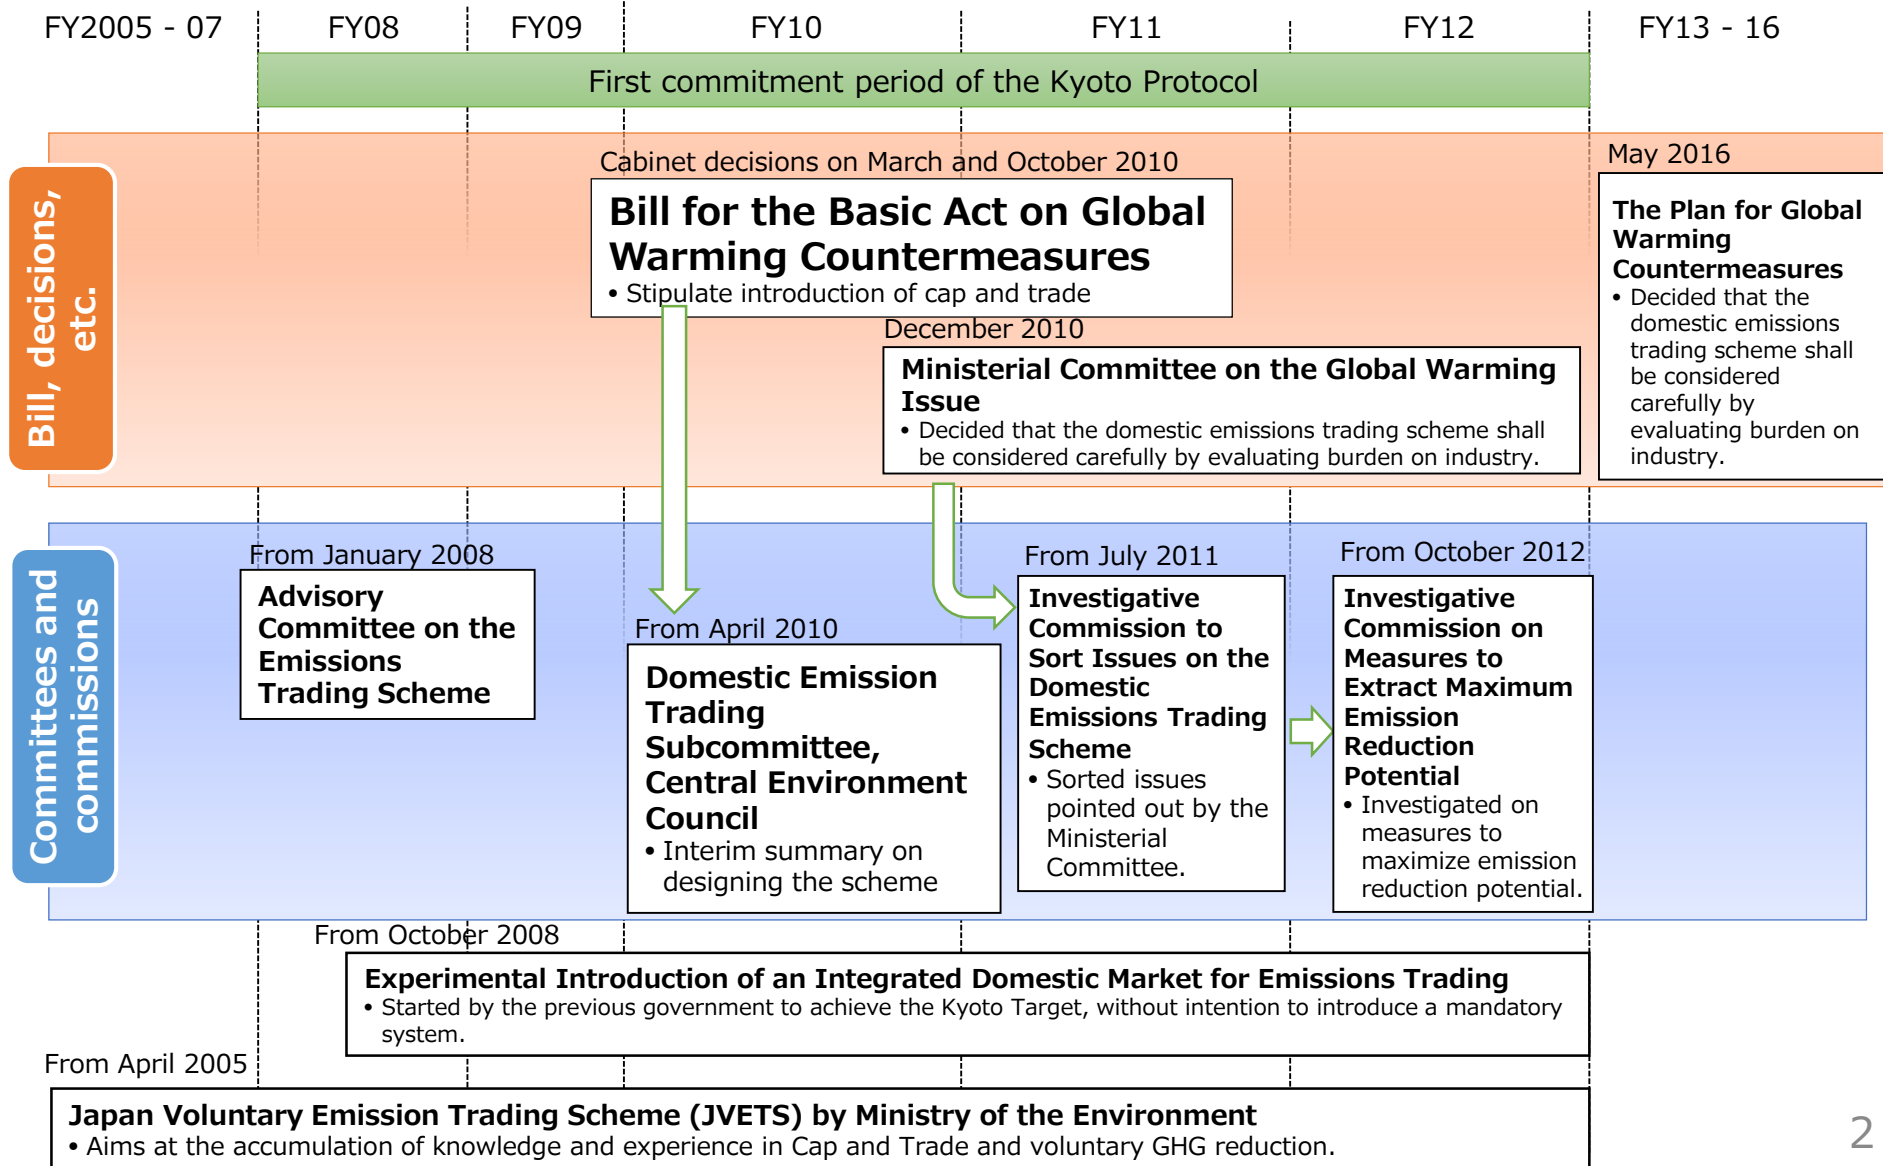 FY2005 - 07
FY08
FY09
FY10
FY11
FY12
FY13 - 16
First commitment period of the Kyoto Protocol
Bill, decisions,
etc.
Cabinet decisions on March and October 2010
Bill for the Basic Act on Global
Warming Countermeasures
• Stipulate introduction of cap and trade
December 2010
Ministerial Committee on the Global Warming
Issue
• Decided that the domestic emissions trading scheme shall
be considered carefully by evaluating burden on industry.
May 2016
The Plan for Global
Warming
Countermeasures
• Decided that the
domestic emissions
trading scheme shall
be considered
carefully by
evaluating burden on
industry.
Committees and
commissions
From January 2008
Advisory
Committee on the
Emissions
Trading Scheme
From April 2010
Domestic Emission
Trading
Subcommittee,
Central Environment
Council
• Interim summary on
designing the scheme
From July 2011
Investigative
Commission to
Sort Issues on the
Domestic
Emissions Trading
Scheme
• Sorted issues
pointed out by the
Ministerial
Committee.
From October 2012
Investigative
Commission on
Measures to
Extract Maximum
Emission
Reduction
Potential
• Investigated on
measures to
maximize emission
reduction potential.
From October 2008
Experimental Introduction of an Integrated Domestic Market for Emissions Trading
• Started by the previous government to achieve the Kyoto Target, without intention to introduce a mandatory
system.
From April 2005
Japan Voluntary Emission Trading Scheme (JVETS) by Ministry of the Environment
• Aims at the accumulation of knowledge and experience in Cap and Trade and voluntary GHG reduction.
2